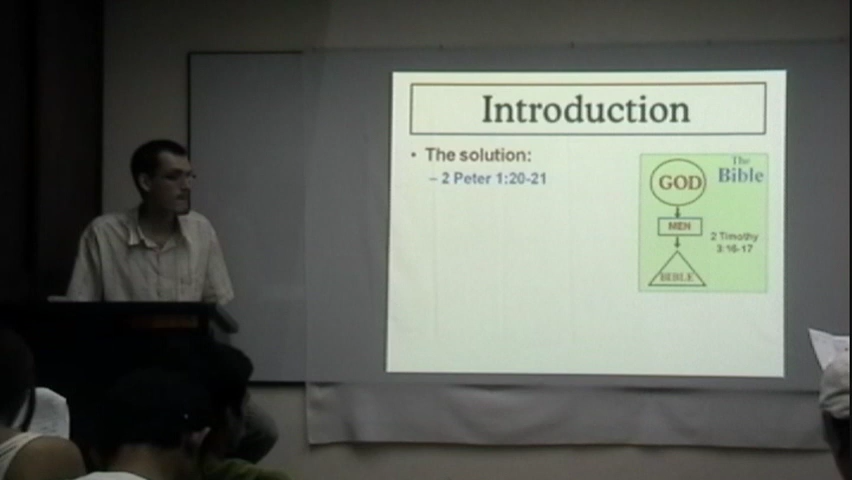 Introduction
• The solution:
– 2 Peter 1:20-21
The
Bible
GOD
MEN
2 Timothy
3:16-17
BIBLE